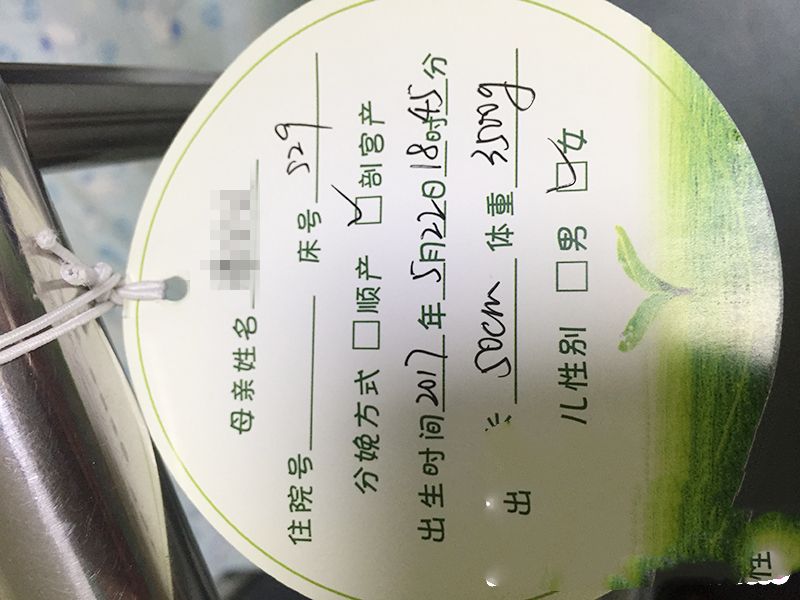 母亲姓名
住院号 床号 529
分娩方式 □顺产 ☑剖宫产
出生时间 2017 年 5月22日18时45分
出 50cm 体重 3500g
儿性别 □男 ☑女
性